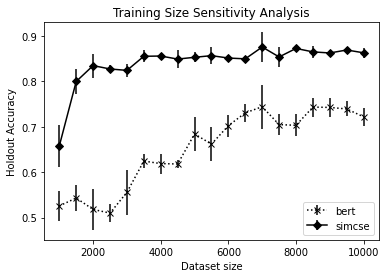 Training Size Sensitivity Analysis
Holdout Accuracy
0.9
0.8
0.7
0.6
0.5
bert
simcse
2000 4000 6000 8000 10000
Dataset size